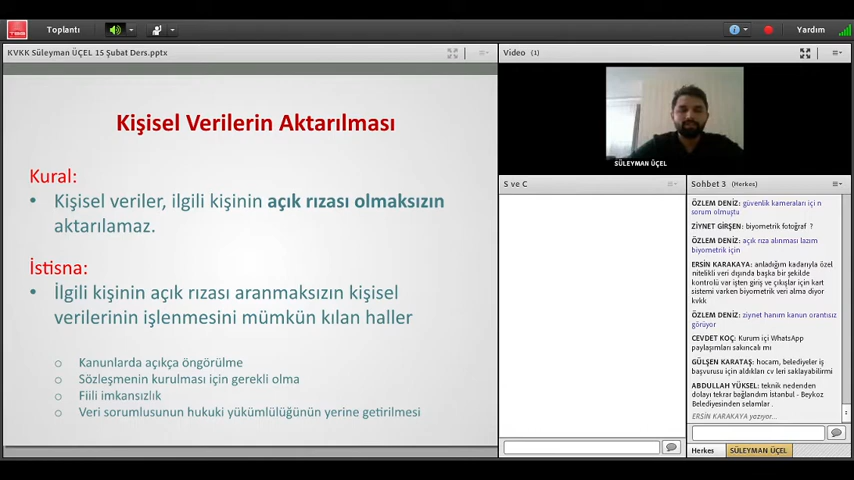 Toplantı
Yardım
KVKK Süleyman ÜÇEL 15 Şubat Ders.pptx
Kişisel Verilerin Aktarılması
Kural:
• Kişisel veriler, ilgili kişinin açık rızası olmaksızın
aktarılamaz.
İstisna:
• İlgili kişinin açık rızası aranmaksızın kişisel
verilerinin işlenmesini mümkün kılan haller
o Kanunlarda açıkça öngörülme
o Sözleşmenin kurulması için gerekli olma
o Fiili imkansızlık
o Veri sorumlusunun hukuki yükümlülüğünün yerine getirilmesi
Video (1)
SÜLEYMAN ÜÇEL
S ve C
Sohbet 3 (Herkes)
ÖZLEM DENİZ: güvenlik kameraları içi n
sorum olmuştu
ZİYNET GİRŞEN: biyometrik fotoğraf ?
ÖZLEM DENİZ: açık rıza alınması lazım
biyometrik için
ERSİN KARAKAYA: anladığım kadarıyla özel
nitelikli veri dışında başka bir şekilde
kontrolü var işten giriş ve çıkışlar için kart
sistemi varken biyometrik veri alma diyor
kvkk
ÖZLEM DENİZ: ziynet hanım kanun orantısız
görüyor
CEVDET KOÇ: Kurum içi WhatsApp
paylaşımları sakıncalı mı
GÜLŞEN KARATAŞ: hocam, belediyeler iş
başvurusu için aldıkları cv leri saklayabilirmi
ABDULLAH YÜKSEL: teknik nedenden
dolayı tekrar bağlandım İstanbul - Beykoz
Belediyesinden selamlar .
ERSİN KARAKAYA yazıyor...
Herkes
SÜLEYMAN ÜÇEL